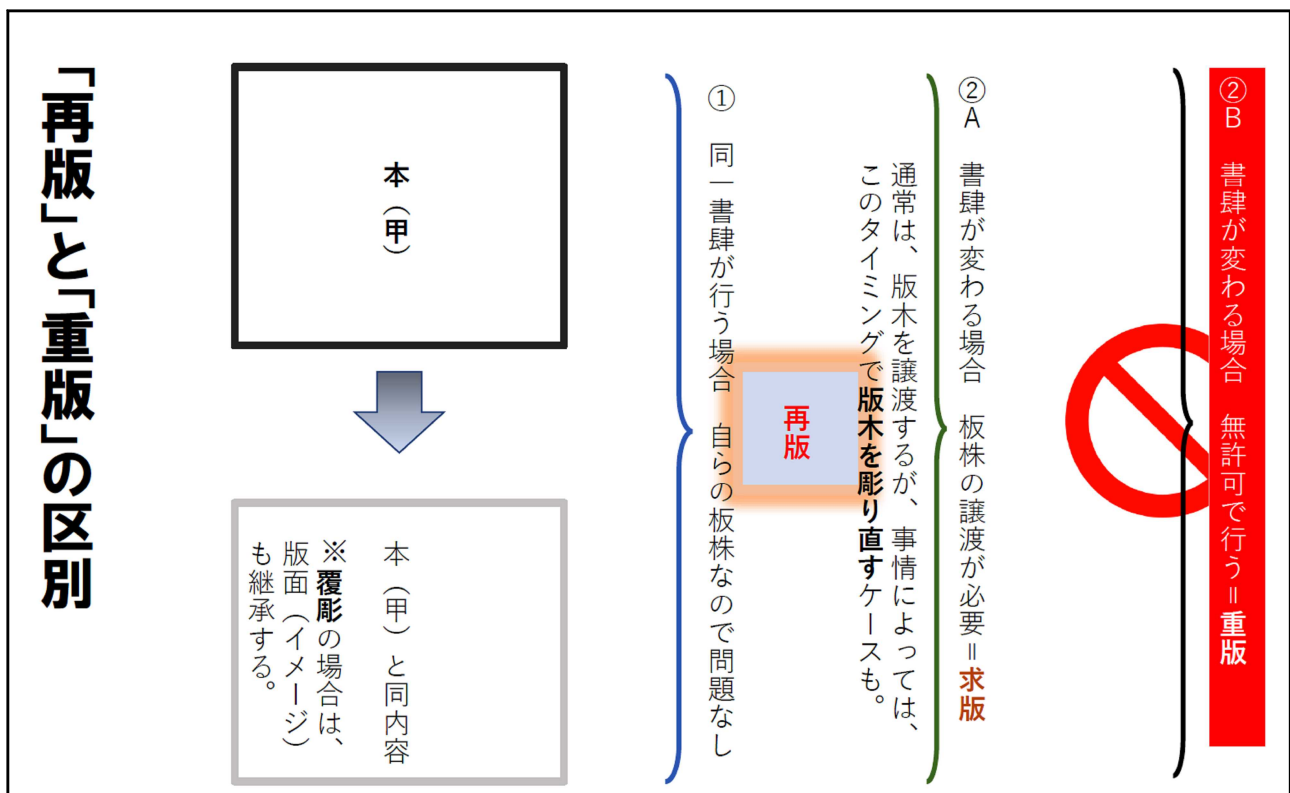 「再版」と「重版」の区別
本（甲）
本（甲）と同内容
※覆彫の場合は、
版面（イメージ）
も継承する。
①　同一書肆が行う場合　自らの板株なので問題なし
再版
②A　書肆が変わる場合　板株の譲渡が必要＝求版
通常は、版木を譲渡するが、事情によっては、
このタイミングで版木を彫り直すケースも。
②B　書肆が変わる場合　無許可で行う＝重版